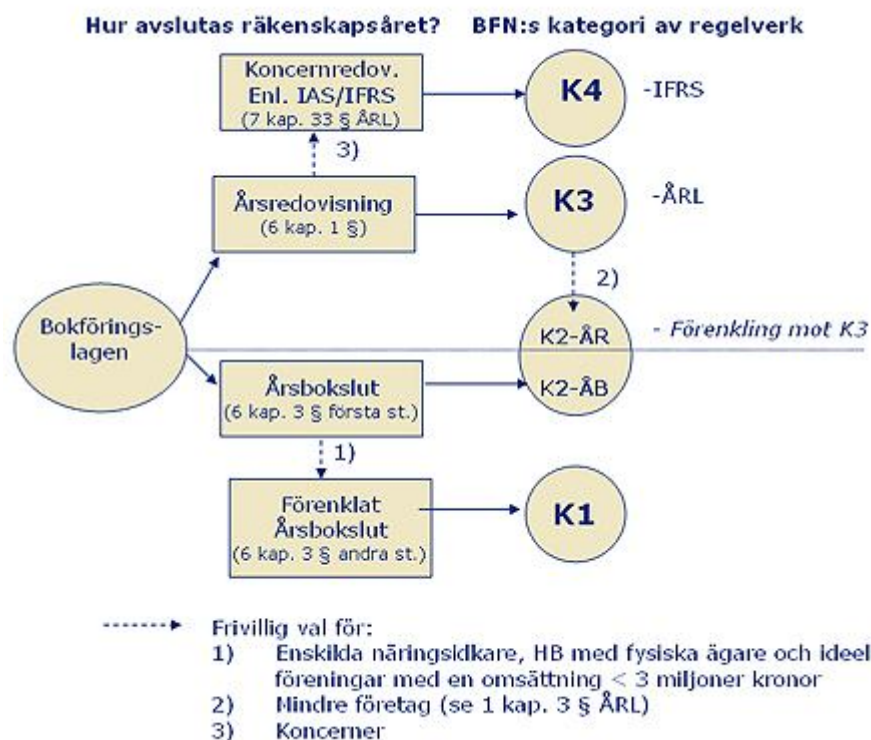 Hur avslutas räkenskapsåret?
BFN:s kategori av regelverk
Koncernredov.
Enl. IAS/IFRS
(7 kap. 33 § ÅRL)
K4
-IFRS
3)
Årsredovisning
(6 kap. 1 §)
K3
-ÅRL
2)
Bokförings-
lagen
K2-ÅR
- Förenkling mot K3
K2-ÅB
Årsbokslut
(6 kap. 3 § första st.)
1)
Förenklat
Årsbokslut
(6 kap. 3 § andra st.)
K1
Frivillig val för:
1) Enskilda näringsidkare, HB med fysiska ägare och ideel
föreningar med en omsättning < 3 miljoner kronor
2) Mindre företag (se 1 kap. 3 § ÅRL)
3) Koncerner